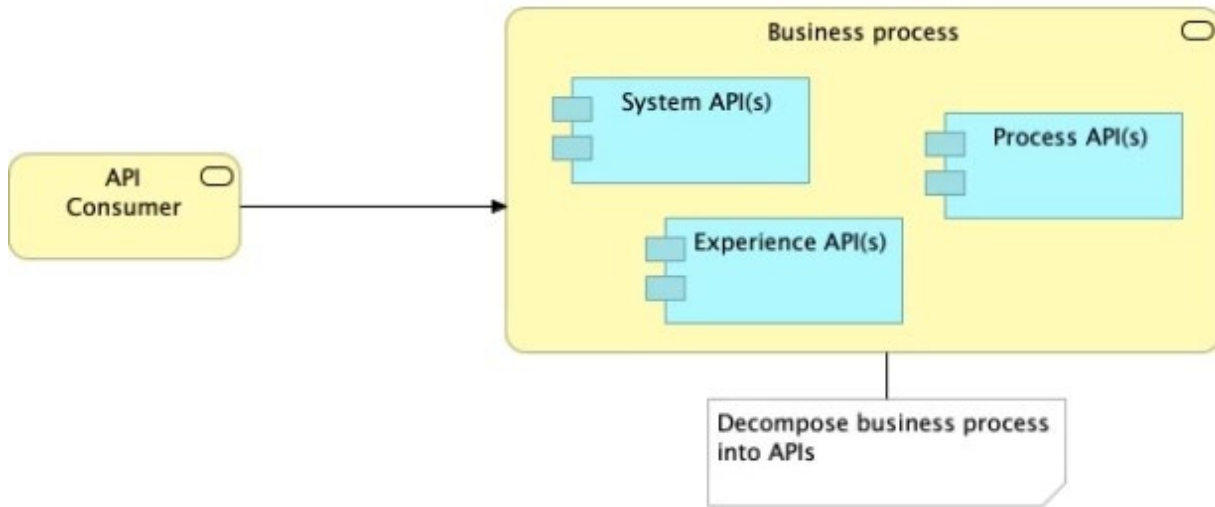 Business process
System API(s)
Process API(s)
API
Consumer
Experience API(s)
Decompose business process
into APIs